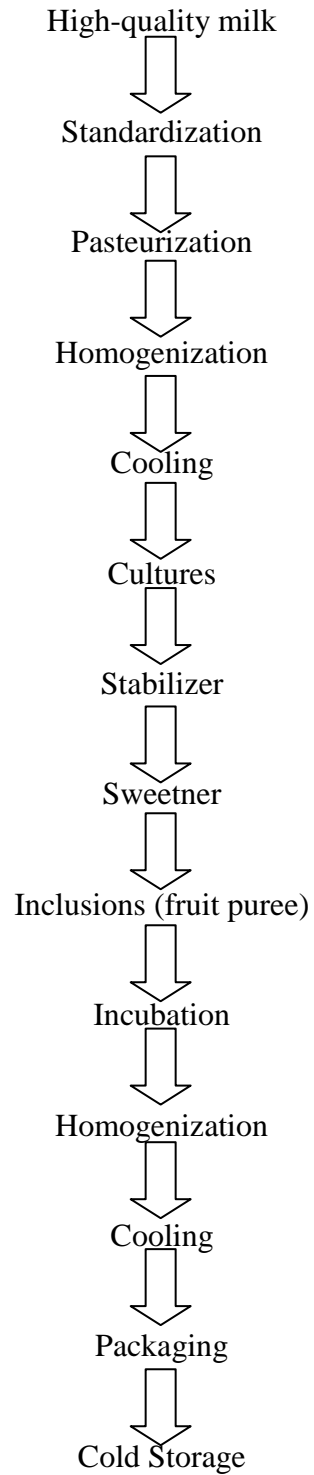 High-quality milk
Standardization
Pasteurization
Homogenization
Cooling
Cultures
Stabilizer
Sweetner
Inclusions (fruit puree)
Incubation
Homogenization
Cooling
Packaging
Cold Storage